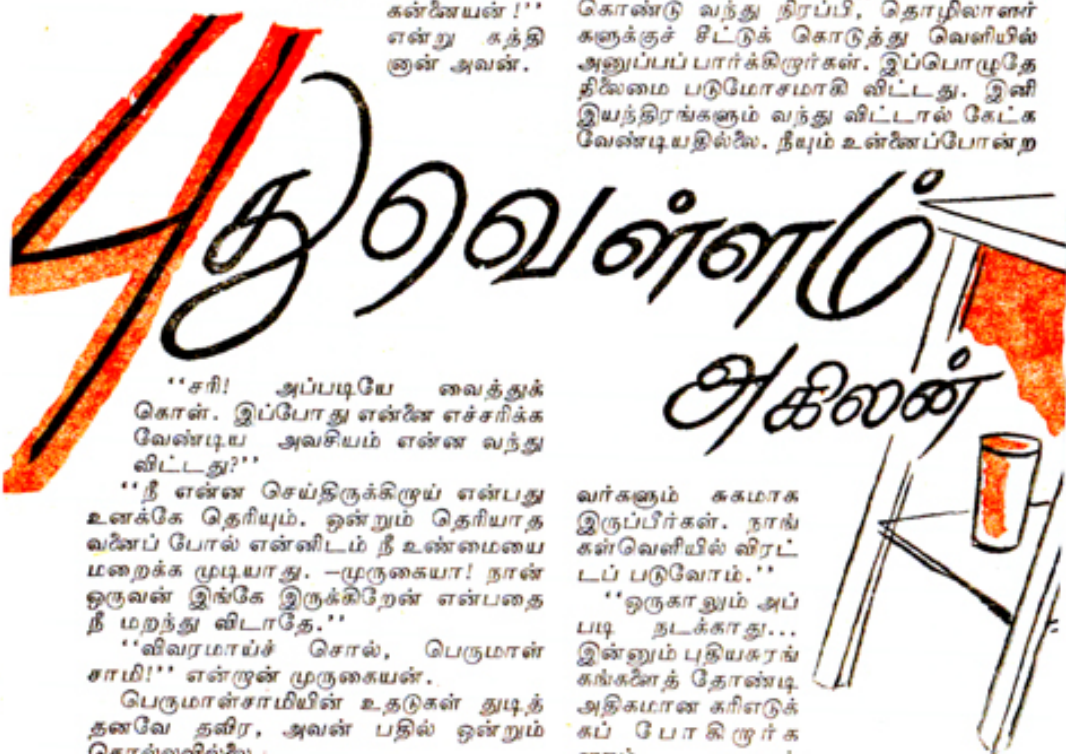 கன்னையன்!''
என்று கத்தி
னான் அவன்.
புது வெள்ளம்
அகிலன்
''சரி! அப்படியே வைத்துக்
கொள். இப்போது என்னை எச்சரிக்க
வேண்டிய அவசியம் என்ன வந்து
விட்டது?''
''நீ என்ன செய்திருக்கிறாய் என்பது
உனக்கே தெரியும். ஒன்றும் தெரியாத
வனைப் போல் என்னிடம் நீ உண்மையை
மறைக்க முடியாது. —முருகையா! நான்
ஒருவன் இங்கே இருக்கிறேன் என்பதை
நீ மறந்து விடாதே.''
''விவரமாய்ச் சொல், பெருமாள்
சாமி!'' என்றான் முருகையன்.
பெருமாள்சாமியின் உதடுகள் துடித்
தனவே தவிர, அவன் பதில் ஒன்றும்
சொல்லவில்லை.
கொண்டு வந்து நிரப்பி, தொழிலாளர்
களுக்குச் சீட்டுக் கொடுத்து வெளியில்
அனுப்பப் பார்க்கிறார்கள். இப்பொழுதே
நிலைமை படுமோசமாகி விட்டது. இனி
இயந்திரங்களும் வந்து விட்டால் கேட்க
வேண்டியதில்லை. நீயும் உன்னைப்போன்ற
வர்களும் சுகமாக
இருப்பீர்கள். நாங்
கள்வெளியில் விரட்
டப் படுவோம்.''
''ஒருகாலும் அப்
படி நடக்காது...
இன்னும் புதியசுரங்
கங்களைத் தோண்டி
அதிகமான கரிஎடுக்
கப் போகிறார்க